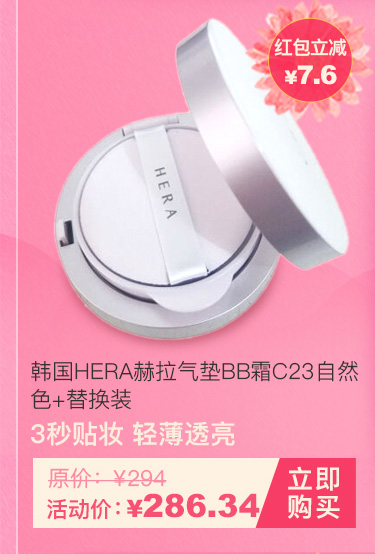 红包立减
¥7.6
HERA
韩国HERA赫拉气垫BB霜C23自然
色+替换装
3秒贴妆 轻薄透亮
原价：¥294
活动价：¥286.34
立即
购买